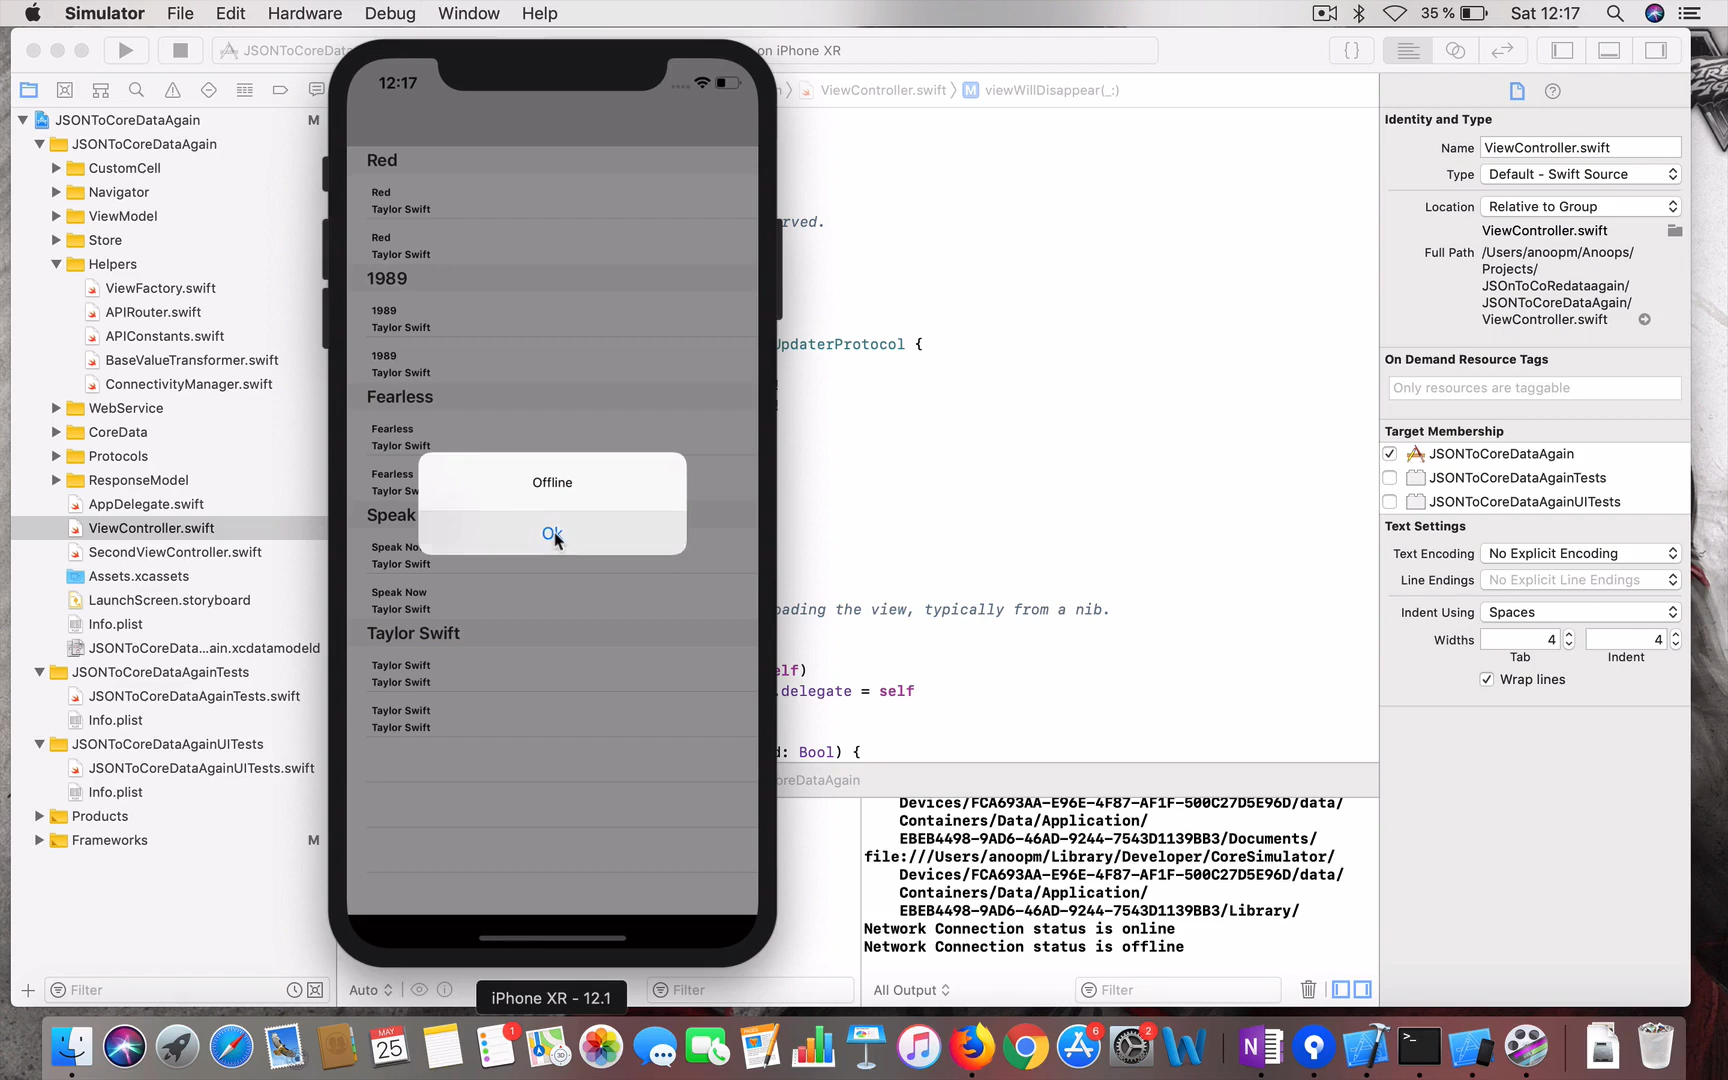 Simulator File Edit Hardware Debug Window Help
35 % Sat 12:17
JSONToCoreData
on iPhone XR
ViewController.swift
M viewWillDisappear(_:)
JSONToCoreDataAgain M
JSONToCoreDataAgain
CustomCell
Navigator
ViewModel
Store
Helpers
ViewFactory.swift
APIRouter.swift
APIConstants.swift
BaseValueTransformer.swift
ConnectivityManager.swift
WebService
CoreData
Protocols
ResponseModel
AppDelegate.swift
ViewController.swift
SecondViewController.swift
Assets.xcassets
LaunchScreen.storyboard
Info.plist
JSONToCoreData...ain.xcdatamodeld
JSONToCoreDataAgainTests
JSONToCoreDataAgainTests.swift
Info.plist
JSONToCoreDataAgainUITests
JSONToCoreDataAgainUITests.swift
Info.plist
Products
Frameworks M
Filter
12:17
Red
Red
Taylor Swift
Red
Taylor Swift
1989
1989
Taylor Swift
1989
Taylor Swift
Fearless
Fearless
Taylor Swift
Fearless
Taylor Sw
Speak
Speak No
Taylor Swift
Speak Now
Taylor Swift
Taylor Swift
Taylor Swift
Taylor Swift
Taylor Swift
Taylor Swift
Offline
Ok
iPhone XR - 12.1
rved.
UpdaterProtocol {
oading the view, typically from a nib.
elf)
.delegate = self
d: Bool) {
oreDataAgain
Devices/FCA693AA-E96E-4F87-AF1F-500C27D5E96D/data/
Containers/Data/Application/
EBEB4498-9AD6-46AD-9244-7543D1139BB3/Documents/
file:///Users/anoopm/Library/Developer/CoreSimulator/
Devices/FCA693AA-E96E-4F87-AF1F-500C27D5E96D/data/
Containers/Data/Application/
EBEB4498-9AD6-46AD-9244-7543D1139BB3/Library/
Network Connection status is online
Network Connection status is offline
Auto
Filter
All Output
Filter
Identity and Type
Name ViewController.swift
Type Default - Swift Source
Location Relative to Group
ViewController.swift
Full Path /Users/anoopm/Anoops/
Projects/
JSOnToCoRedataagain/
JSONToCoreDataAgain/
ViewController.swift
On Demand Resource Tags
Only resources are taggable
Target Membership
JSONToCoreDataAgain
JSONToCoreDataAgainTests
JSONToCoreDataAgainUITests
Text Settings
Text Encoding No Explicit Encoding
Line Endings No Explicit Line Endings
Indent Using Spaces
Widths 4 4
Tab Indent
Wrap lines
MAY
25
1
3D
6
2
W
N